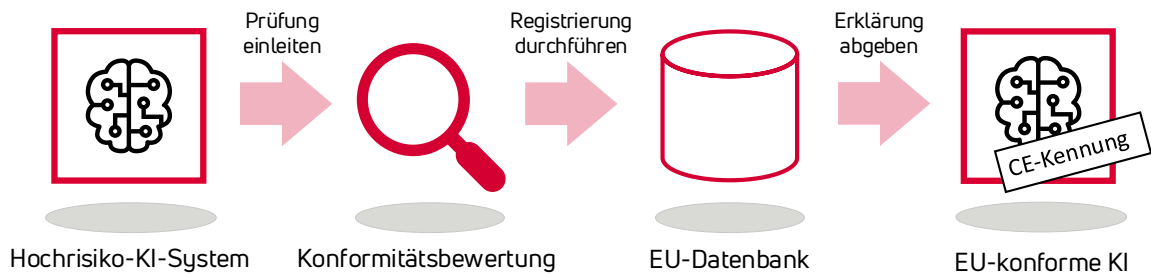 Prüfung
einleiten
Registrierung
durchführen
Erklärung
abgeben
CE-Kennung
Hochrisiko-KI-System
Konformitätsbewertung
EU-Datenbank
EU-konforme KI